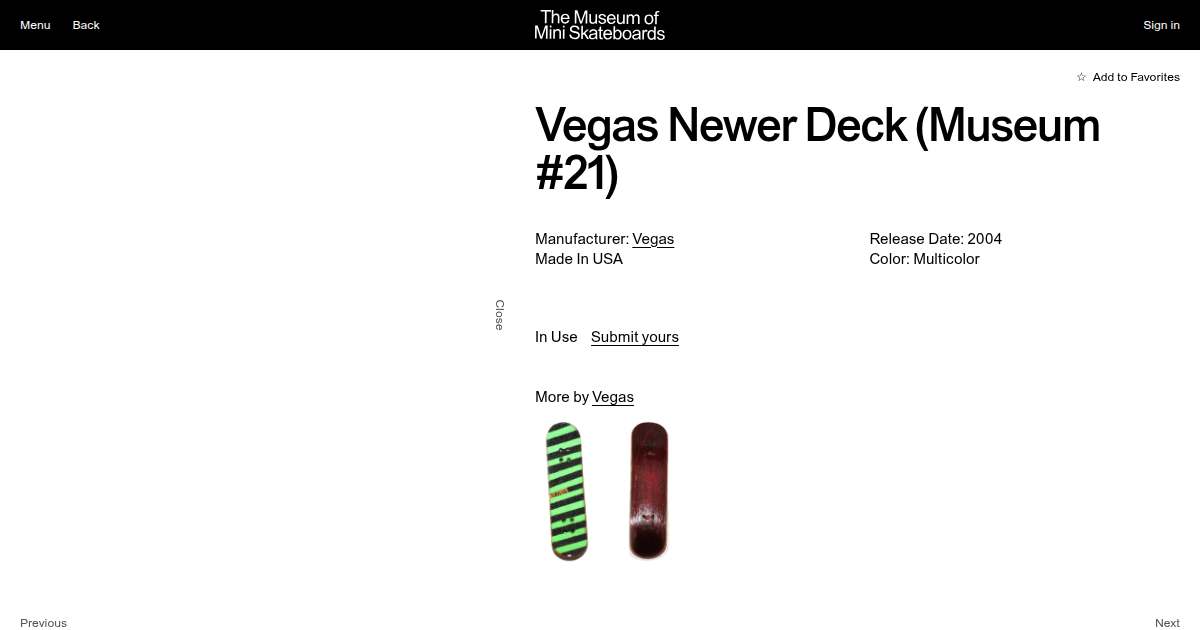 Menu
Back
The Museum of
Mini Skateboards
Sign in
☆ Add to Favorites
Vegas Newer Deck (Museum
#21)
Manufacturer: Vegas
Made In USA
Release Date: 2004
Color: Multicolor
Close
In Use
Submit yours
More by Vegas
Previous
Next